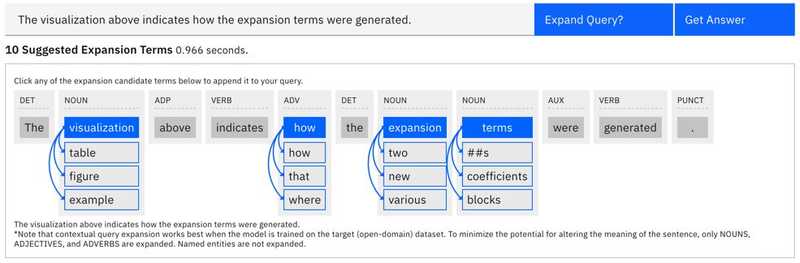 The visualization above indicates how the expansion terms were generated. Expand Query? Get Answer
10 Suggested Expansion Terms 0.966 seconds.
Click any of the expansion candidate terms below to append it to your query.
DET NOUN ADP VERB ADV DET NOUN NOUN AUX VERB PUNCT
The visualization above indicates how the expansion terms were generated .
table how two ##s
figure that new coefficients
example where various blocks
The visualization above indicates how the expansion terms were generated.
*Note that contextual query expansion works best when the model is trained on the target (open-domain) dataset. To minimize the potential for altering the meaning of the sentence, only NOUNS,
ADJECTIVES, and ADVERBS are expanded. Named entities are not expanded.